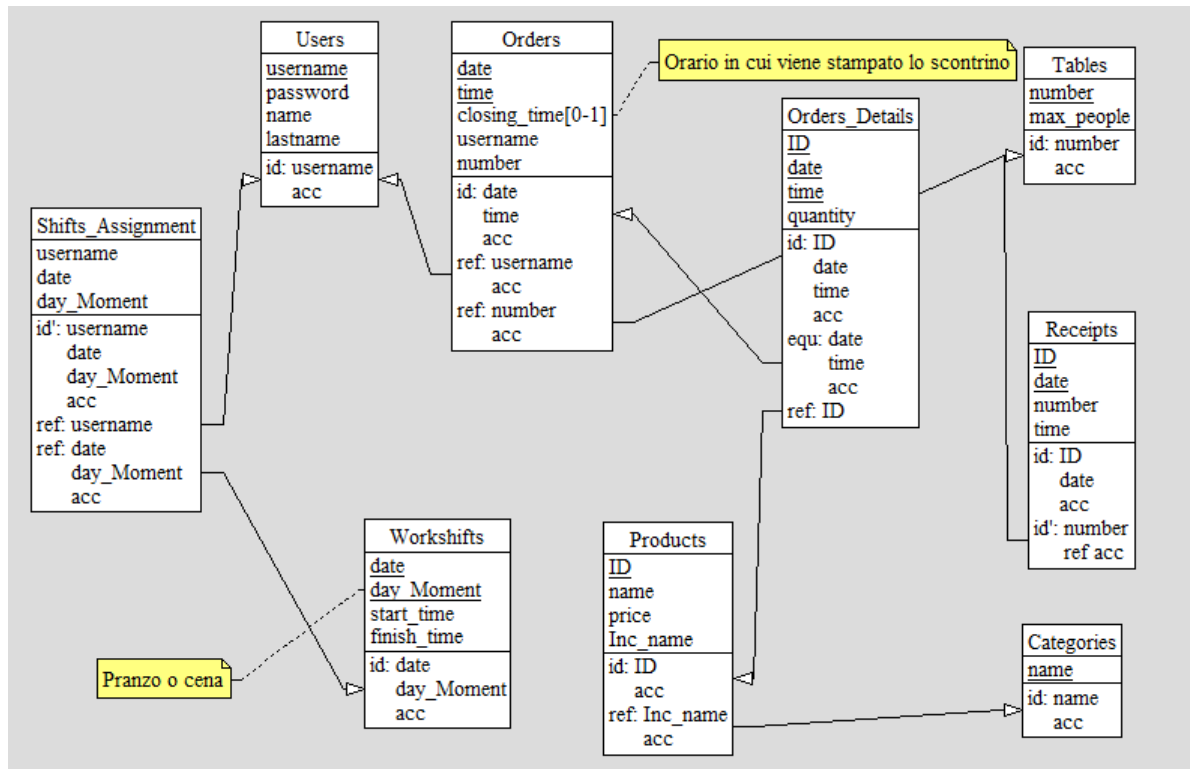 Users
username
password
name
lastname
id: username
acc
Orders
date
time
closing_time[0-1]
username
number
id: date
time
acc
ref: username
acc
ref: number
acc
Orario in cui viene stampato lo scontrino
Tables
number
max_people
id: number
acc
Orders_Details
ID
date
time
quantity
id: ID
date
time
acc
equ: date
time
acc
ref: ID
Shifts_Assignment
username
date
day_Moment
id': username
date
day_Moment
acc
ref: username
ref: date
day_Moment
acc
Receipts
ID
date
number
time
id: ID
date
acc
id': number
ref acc
Workshifts
date
day_Moment
start_time
finish_time
id: date
day_Moment
acc
Pranzo o cena
Products
ID
name
price
Inc_name
id: ID
acc
ref: Inc_name
acc
Categories
name
id: name
acc